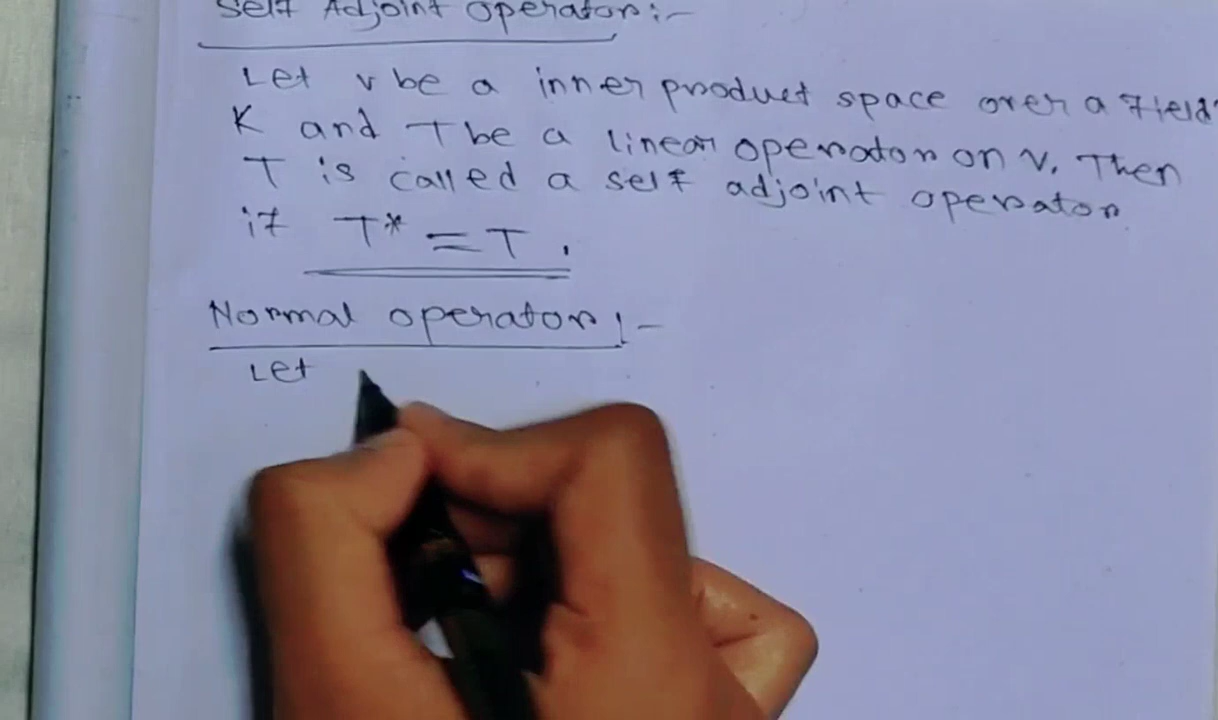 Self Adjoint Operator:-
Let v be a inner product space over a Field
K and T be a linear operator on V. Then
T is called a self adjoint operator
if T* = T.
Normal operator:-
Let